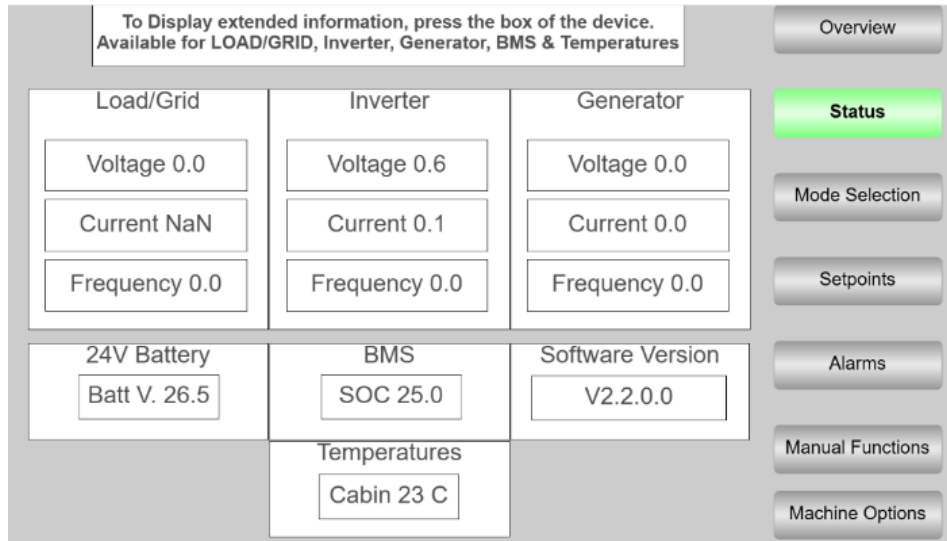 To Display extended information, press the box of the device.
Available for LOAD/GRID, Inverter, Generator, BMS & Temperatures
Load/Grid
Voltage 0.0
Current NaN
Frequency 0.0
Inverter
Voltage 0.6
Current 0.1
Frequency 0.0
Generator
Voltage 0.0
Current 0.0
Frequency 0.0
24V Battery
Batt V. 26.5
BMS
SOC 25.0
Software Version
V2.2.0.0
Temperatures
Cabin 23 C
Overview
Status
Mode Selection
Setpoints
Alarms
Manual Functions
Machine Options